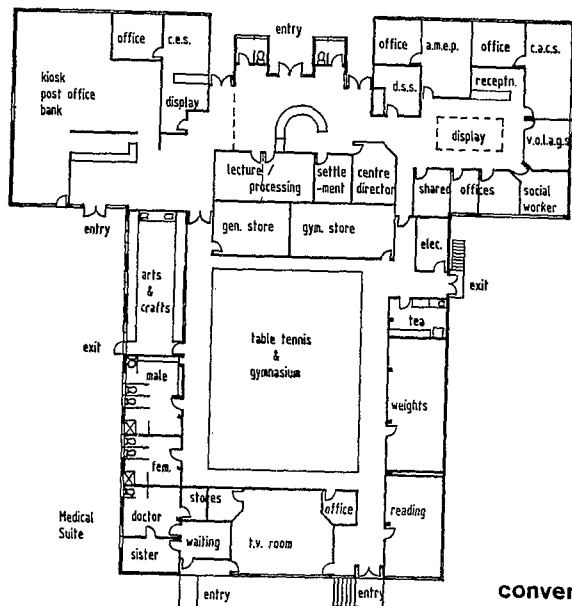 entry
office
c.e.s.
office
a.m.e.p.
office
c.a.c.s.
kiosk
post office
bank
display
d.s.s.
receptn.
display
v.o.l.a.g.s.
lecture /
processing
settle
-ment
centre
director
shared
offices
social
worker
entry
gen. store
gym. store
elec.
exit
arts
&
crafts
tea
exit
table tennis
&
gymnasium
male
weights
fem.
stores
office
reading
Medical
Suite
doctor
waiting
t.v. room
sister
entry
entry
conver